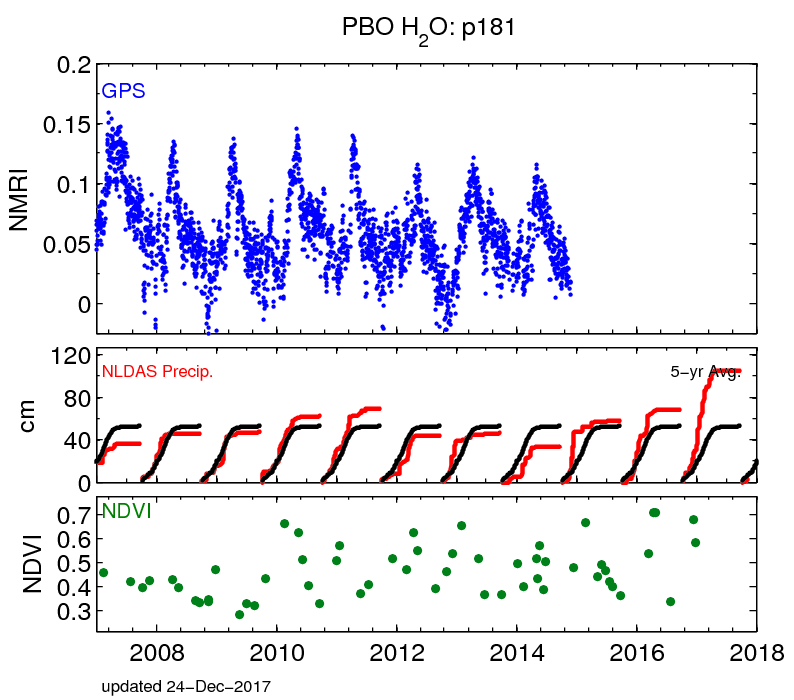 PBO H2O: p181
0.2
GPS
0.15
0.1
0.05
0
NMRI
120
NLDAS Precip. 5−yr Avg.
80
40
0
cm
NDVI
0.7
0.6
0.5
0.4
0.3
NDVI
2008 2010 2012 2014 2016 2018
updated 24−Dec−2017